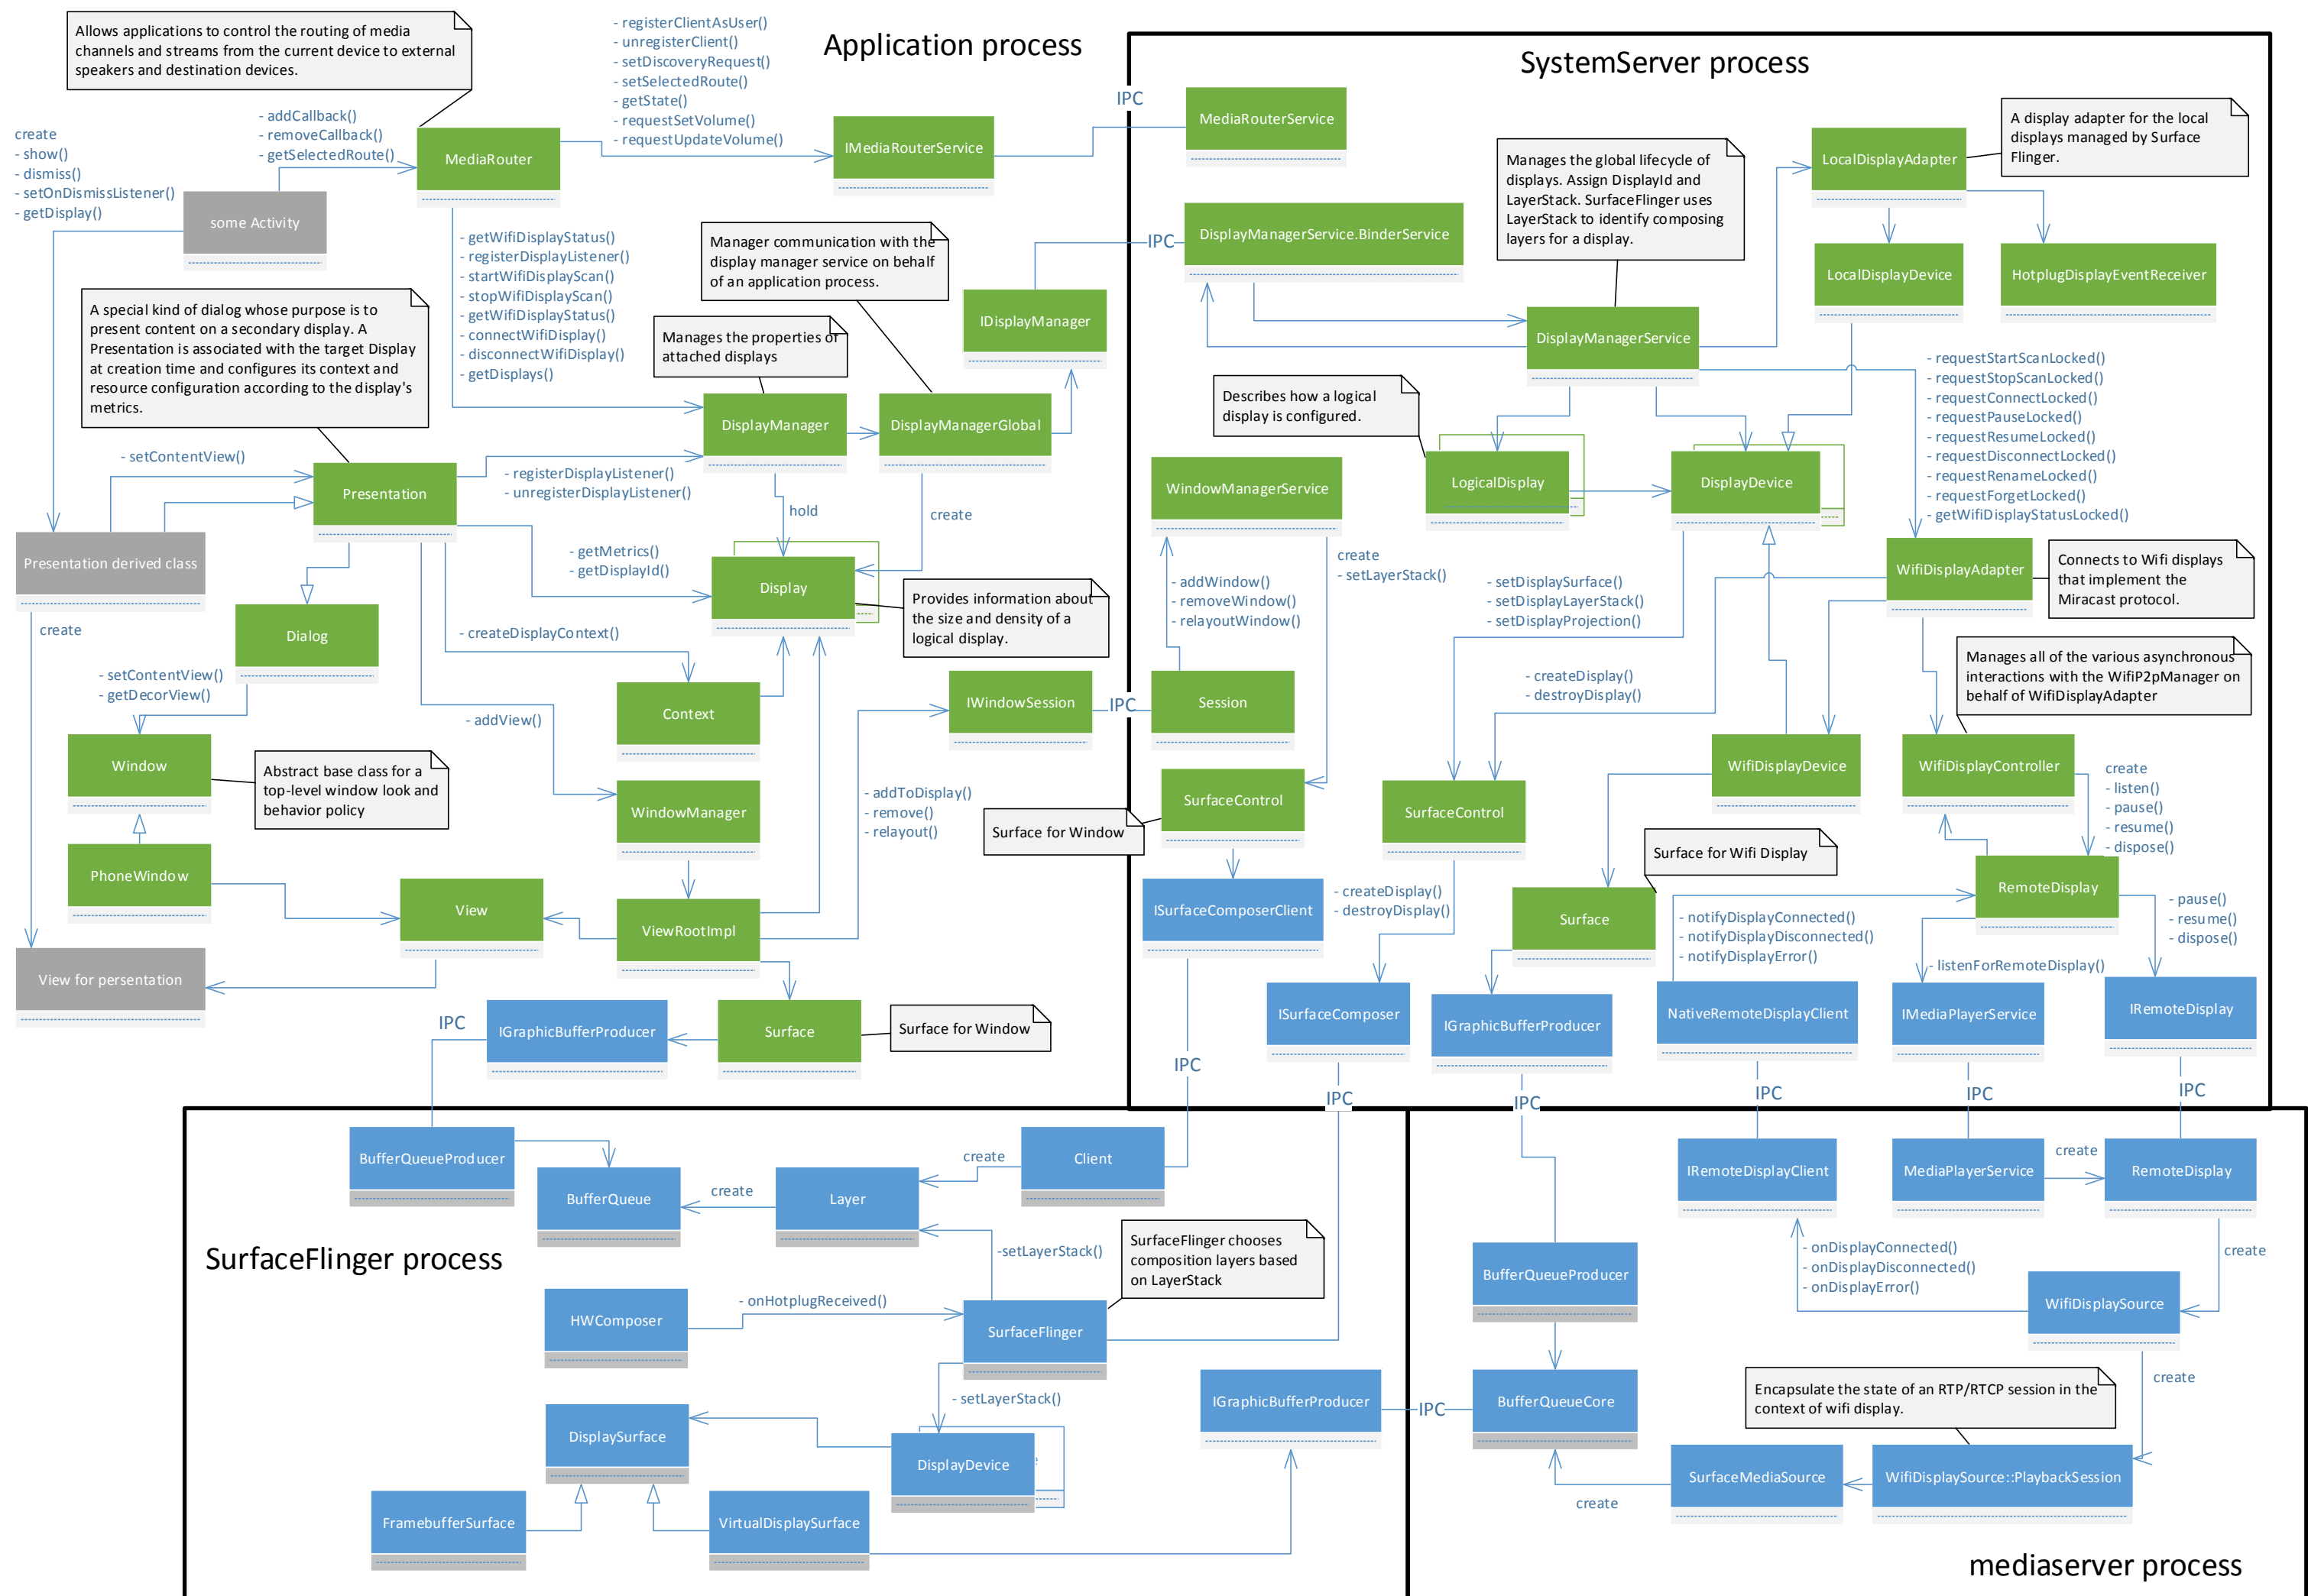 Application process
Allows applications to control the routing of media
channels and streams from the current device to external
speakers and destination devices.
- registerClientAsUser()
- unregisterClient()
- setDiscoveryRequest()
- setSelectedRoute()
- getState()
- requestSetVolume()
- requestUpdateVolume()
create
- show()
- dismiss()
- setOnDismissListener()
- getDisplay()
- addCallback()
- removeCallback()
- getSelectedRoute()
MediaRouter
IMediaRouterService
some Activity
- getWifiDisplayStatus()
- registerDisplayListener()
- startWifiDisplayScan()
- stopWifiDisplayScan()
- getWifiDisplayStatus()
- connectWifiDisplay()
- disconnectWifiDisplay()
- getDisplays()
Manager communication with the
display manager service on behalf
of an application process.
A special kind of dialog whose purpose is to
present content on a secondary display. A
Presentation is associated with the target Display
at creation time and configures its context and
resource configuration according to the display's
metrics.
Manages the properties of
attached displays
IDisplayManager
DisplayManager
DisplayManagerGlobal
- setContentView()
Presentation
- registerDisplayListener()
- unregisterDisplayListener()
hold
create
Presentation derived class
- getMetrics()
- getDisplayId()
Display
Provides information about
the size and density of a
logical display.
create
Dialog
- createDisplayContext()
- setContentView()
- getDecorView()
- addView()
Context
IWindowSession
Window
Abstract base class for a
top-level window look and
behavior policy
WindowManager
- addToDisplay()
- remove()
- relayout()
PhoneWindow
View
ViewRootImpl
View for persentation
IPC
IGraphicBufferProducer
Surface
Surface for Window
SystemServer process
IPC
MediaRouterService
Manages the global lifecycle of
displays. Assign DisplayId and
LayerStack. SurfaceFlinger uses
LayerStack to identify composing
layers for a display.
LocalDisplayAdapter
A display adapter for the local
displays managed by Surface
Flinger.
IPC
DisplayManagerService.BinderService
LocalDisplayDevice
HotplugDisplayEventReceiver
DisplayManagerService
Describes how a logical
display is configured.
- requestStartScanLocked()
- requestStopScanLocked()
- requestConnectLocked()
- requestPauseLocked()
- requestResumeLocked()
- requestDisconnectLocked()
- requestRenameLocked()
- requestForgetLocked()
- getWifiDisplayStatusLocked()
WindowManagerService
LogicalDisplay
DisplayDevice
create
- setLayerStack()
- addWindow()
- removeWindow()
- relayoutWindow()
- setDisplaySurface()
- setDisplayLayerStack()
- setDisplayProjection()
WifiDisplayAdapter
Connects to Wifi displays
that implement the
Miracast protocol.
- createDisplay()
- destroyDisplay()
Manages all of the various asynchronous
interactions with the WifiP2pManager on
behalf of WifiDisplayAdapter
IPC
Session
WifiDisplayDevice
WifiDisplayController
create
- listen()
- pause()
- resume()
- dispose()
SurfaceControl
SurfaceControl
Surface for Window
Surface for Wifi Display
ISurfaceComposerClient
- createDisplay()
- destroyDisplay()
Surface
- notifyDisplayConnected()
- notifyDisplayDisconnected()
- notifyDisplayError()
RemoteDisplay
- pause()
- resume()
- dispose()
- listenForRemoteDisplay()
ISurfaceComposer
IGraphicBufferProducer
NativeRemoteDisplayClient
IMediaPlayerService
IRemoteDisplay
IPC
IPC
IPC
IPC
IPC
IPC
SurfaceFlinger process
BufferQueueProducer
BufferQueue
create
Layer
create
Client
-setLayerStack()
SurfaceFlinger chooses
composition layers based
on LayerStack
HWComposer
- onHotplugReceived()
SurfaceFlinger
- setLayerStack()
DisplaySurface
DisplayDevice
IGraphicBufferProducer
IPC
FramebufferSurface
VirtualDisplaySurface
IRemoteDisplayClient
MediaPlayerService
create
RemoteDisplay
- onDisplayConnected()
- onDisplayDisconnected()
- onDisplayError()
create
BufferQueueProducer
WifiDisplaySource
BufferQueueCore
Encapsulate the state of an RTP/RTCP session in the
context of wifi display.
create
SurfaceMediaSource
WifiDisplaySource::PlaybackSession
create
mediaserver process